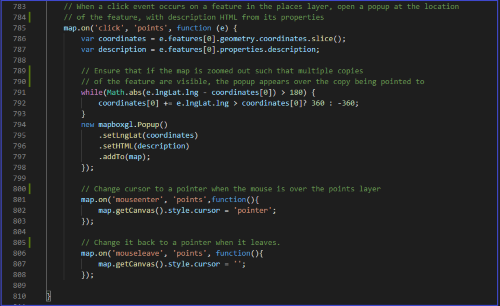 783 // When a click event occurs on a feature in the places layer, open a popup at the location
784 // of the feature, with description HTML from its properties
785 map.on('click', 'points', function (e) {
786 var coordinates = e.features[0].geometry.coordinates.slice();
787 var description = e.features[0].properties.description;
788
789 // Ensure that if the map is zoomed out such that multiple copies
790 // of the feature are visible, the popup appears over the copy being pointed to
791 while(Math.abs(e.lngLat.lng - coordinates[0]) > 180) {
792 coordinates[0] += e.lngLat.lng > coordinates[0]? 360 : -360;
793 }
794 new mapboxgl.Popup()
795 .setLngLat(coordinates)
796 .setHTML(description)
797 .addTo(map);
798 });
799
800 // Change cursor to a pointer when the mouse is over the points layer
801 map.on('mouseenter', 'points',function(){
802 map.getCanvas().style.cursor = 'pointer';
803 });
804
805 // Change it back to a pointer when it leaves.
806 map.on('mouseleave', 'points', function(){
807 map.getCanvas().style.cursor = '';
808 });
809
810 }